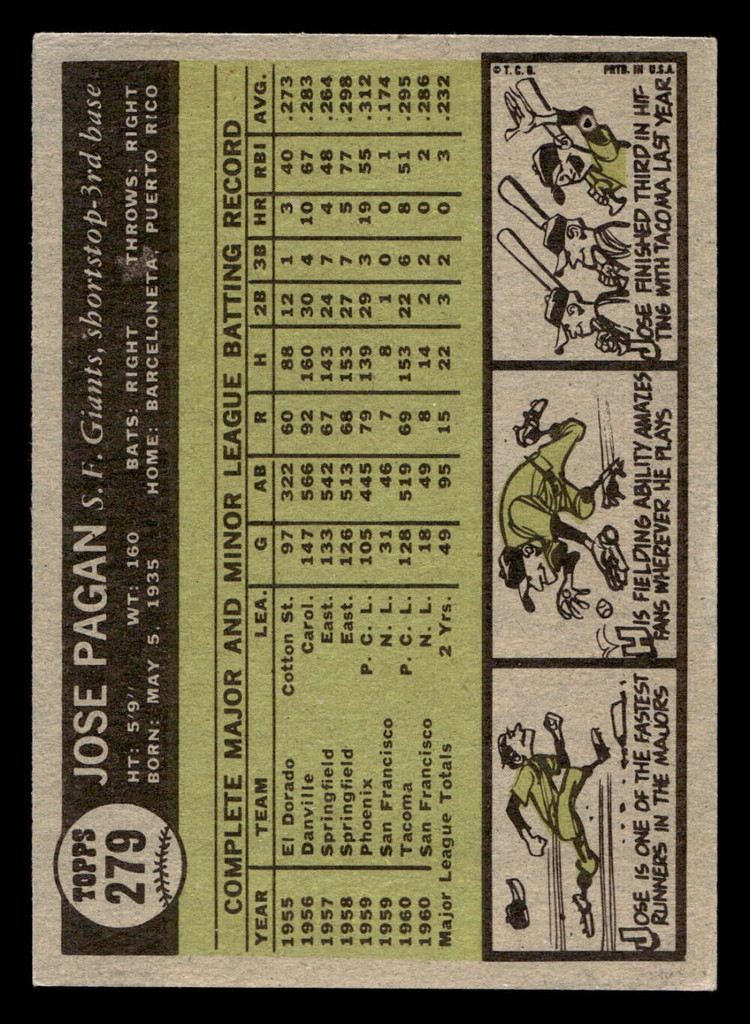 TOPPS
279
JOSE PAGAN S. F. Giants, shortstop-3rd base
HT: 5'9" WT: 160 BATS: RIGHT THROWS: RIGHT
BORN: MAY 5, 1935 HOME: BARCELONETA, PUERTO RICO
COMPLETE MAJOR AND MINOR LEAGUE BATTING RECORD
YEAR TEAM LEA. G AB R H 2B 3B HR RBI AVG.
1955 El Dorado Cotton St. 97 322 60 88 12 1 3 40 .273
1956 Danville Carol. 147 566 92 160 30 4 10 67 .283
1957 Springfield East. 133 542 67 143 24 7 4 48 .264
1958 Springfield East. 126 513 68 153 27 7 5 77 .298
1959 Phoenix P. C. L. 105 445 79 139 29 3 19 55 .312
1959 San Francisco N. L. 31 46 7 8 1 0 0 1 .174
1960 Tacoma P. C. L. 128 519 69 153 22 6 8 51 .295
1960 San Francisco N. L. 18 49 8 14 2 2 0 2 .286
Major League Totals 2 Yrs. 49 95 15 22 3 2 0 3 .232
JOSE IS ONE OF THE FASTEST
RUNNERS IN THE MAJORS
HIS FIELDING ABILITY AMAZES
FANS WHEREVER HE PLAYS
© T. C. G. PRTD. IN U.S.A.
JOSE FINISHED THIRD IN HIT-
TING WITH TACOMA LAST YEAR